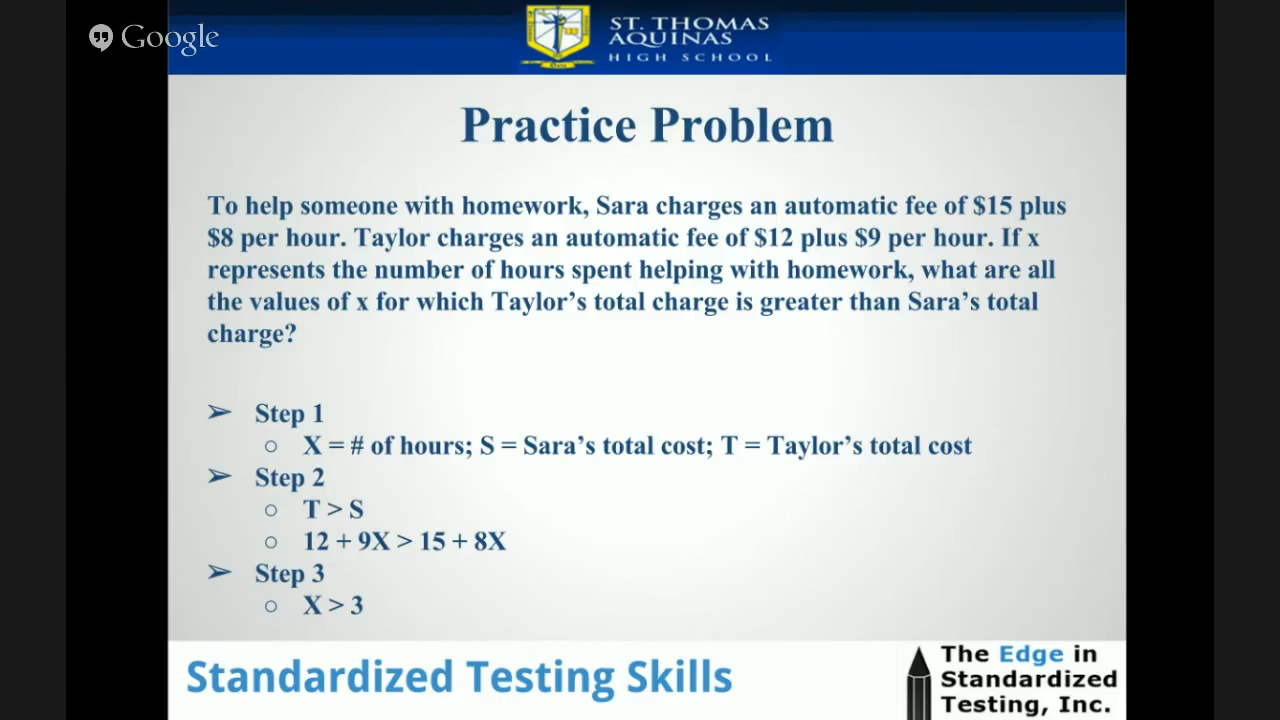 Google
ST. THOMAS
AQUINAS
HIGH SCHOOL
Practice Problem
To help someone with homework, Sara charges an automatic fee of $15 plus
$8 per hour. Taylor charges an automatic fee of $12 plus $9 per hour. If x
represents the number of hours spent helping with homework, what are all
the values of x for which Taylor’s total charge is greater than Sara’s total
charge?
➢ Step 1
○ X = # of hours; S = Sara’s total cost; T = Taylor’s total cost
➢ Step 2
○ T > S
○ 12 + 9X > 15 + 8X
➢ Step 3
○ X > 3
Standardized Testing Skills
The Edge in
Standardized
Testing, Inc.